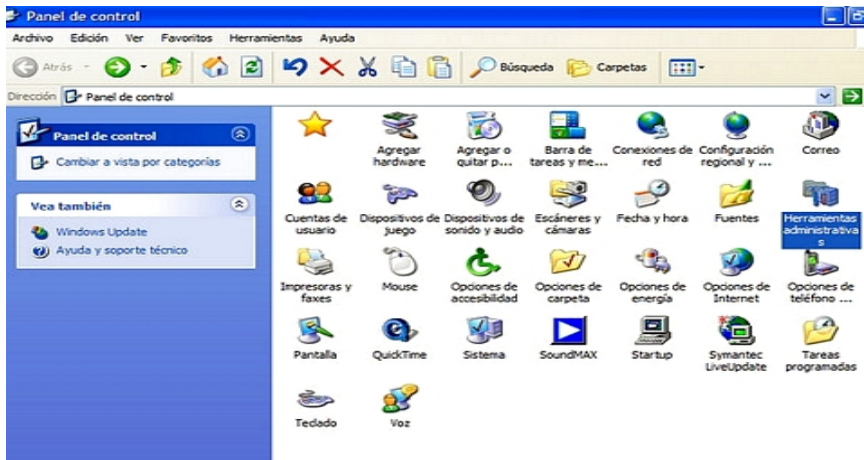 Panel de control
Archivo Edición Ver Favoritos Herramientas Ayuda
Atrás Búsqueda Carpetas
Dirección Panel de control
Panel de control
Cambiar a vista por categorías
Vea también
Windows Update
Ayuda y soporte técnico
Agregar
hardware
Agregar o
quitar p...
Barra de
tareas y me...
Conexiones de
red
Configuración
regional y ...
Correo
Cuentas de
usuario
Dispositivos de
juego
Dispositivos de
sonido y audio
Escáneres y
cámaras
Fecha y hora
Fuentes
Herramientas
administrativa
s
Impresoras y
faxes
Mouse
Opciones de
accesibilidad
Opciones de
carpeta
Opciones de
energía
Opciones de
Internet
Opciones de
teléfono ...
Pantalla
QuickTime
Sistema
SoundMAX
Startup
Symantec
LiveUpdate
Tareas
programadas
Teclado
Voz